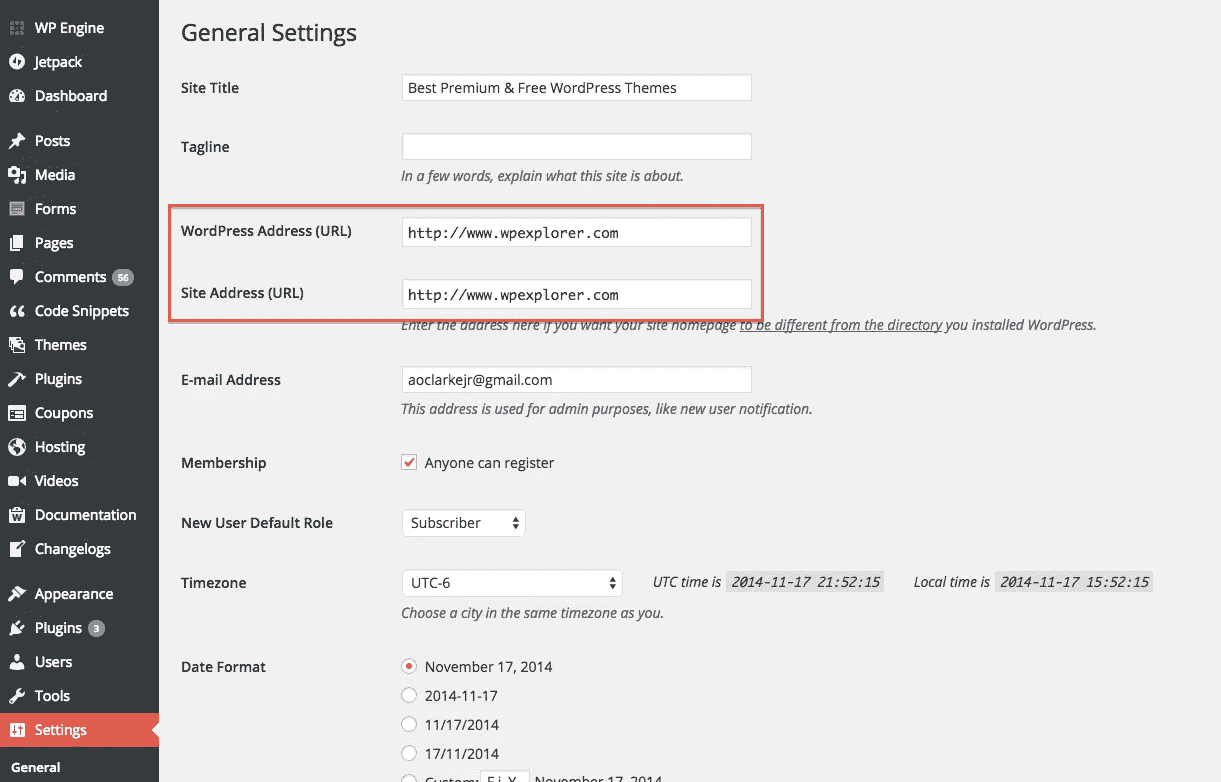 WP Engine
Jetpack
Dashboard
Posts
Media
Forms
Pages
Comments 56
Code Snippets
Themes
Plugins
Coupons
Hosting
Videos
Documentation
Changelogs
Appearance
Plugins 3
Users
Tools
Settings
General
General Settings
Site Title Best Premium & Free WordPress Themes
Tagline
In a few words, explain what this site is about.
WordPress Address (URL) http://www.wpexplorer.com
Site Address (URL) http://www.wpexplorer.com
Enter the address here if you want your site homepage to be different from the directory you installed WordPress.
E-mail Address aoclarkejr@gmail.com
This address is used for admin purposes, like new user notification.
Membership Anyone can register
New User Default Role Subscriber
Timezone UTC-6 UTC time is 2014-11-17 21:52:15 Local time is 2014-11-17 15:52:15
Choose a city in the same timezone as you.
Date Format November 17, 2014
2014-11-17
11/17/2014
17/11/2014
Custom: F j, Y November 17, 2014